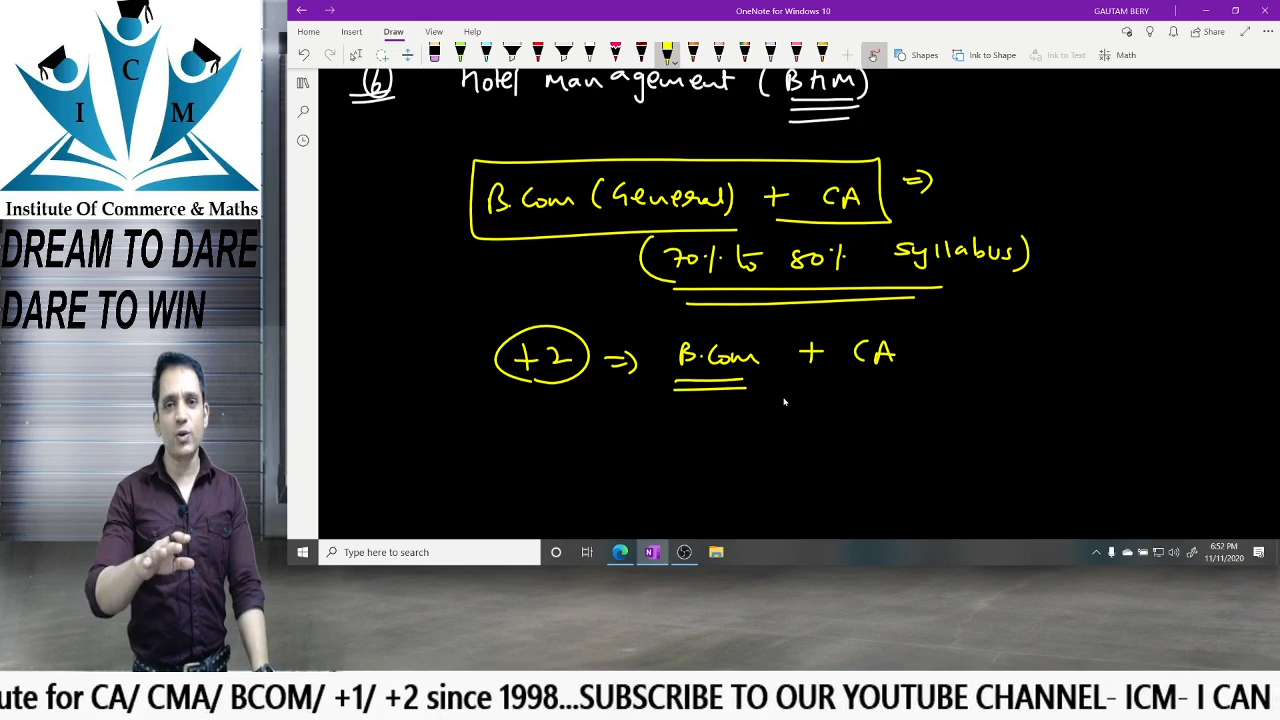 OneNote for Windows 10
GAUTAM BERY
Home Insert Draw View Help
Share
Shapes Ink to Shape Ink to Text Math
I C M
Institute Of Commerce & Maths
DREAM TO DARE
DARE TO WIN
(6) Hotel management (BHM)
B.Com (General) + CA ⇒
(70% to 80% syllabus)
+2 ⇒ B.Com + CA
Type here to search
6:52 PM
11/11/2020
ute for CA/ CMA/ BCOM/ +1/ +2 since 1998...SUBSCRIBE TO OUR YOUTUBE CHANNEL- ICM- I CAN